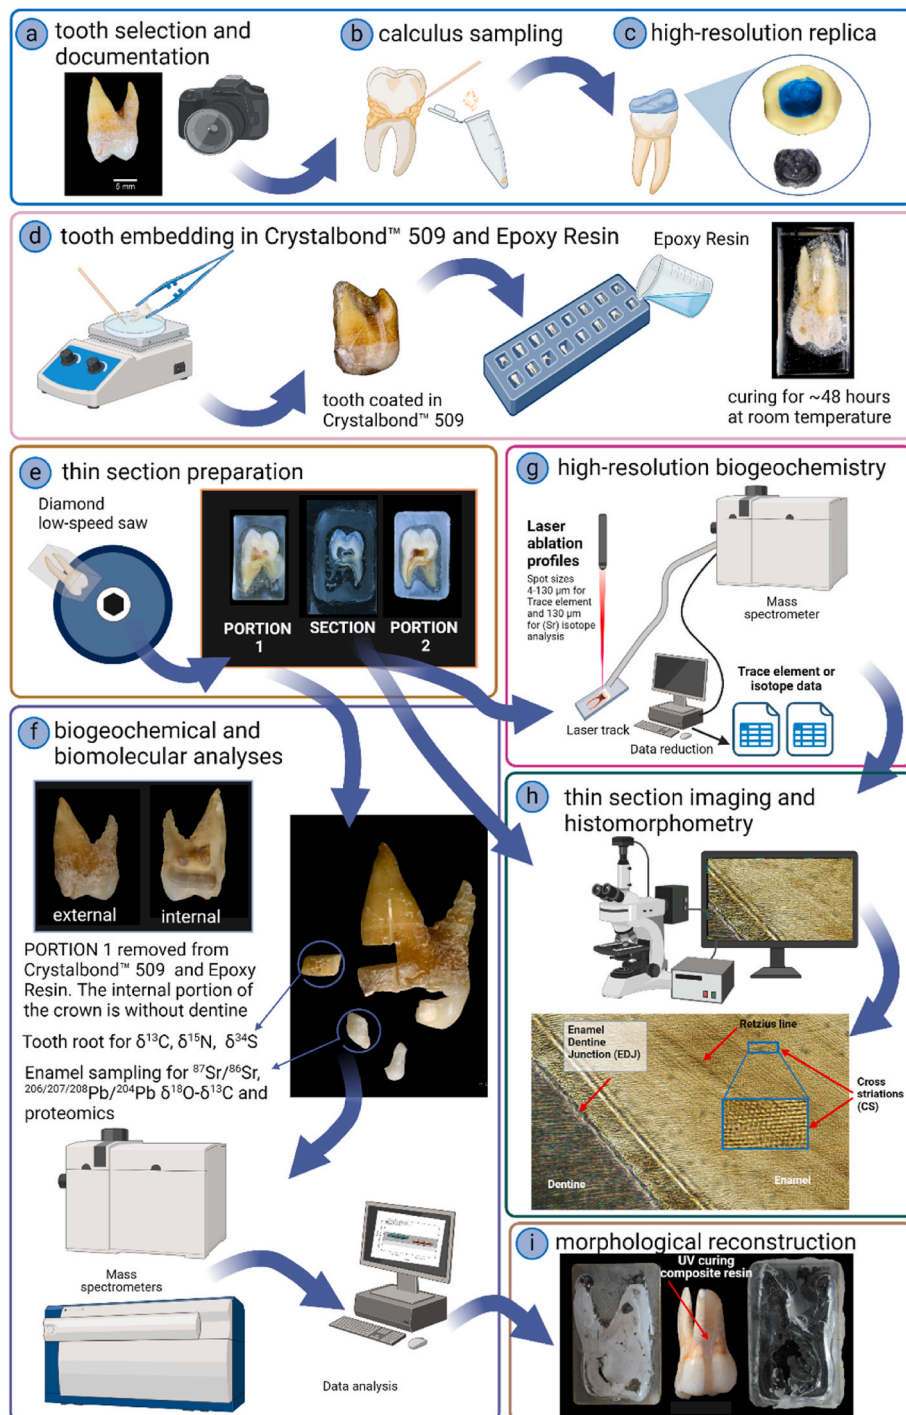 a tooth selection and
documentation
5 mm
b calculus sampling
c high-resolution replica
d tooth embedding in Crystalbond™ 509 and Epoxy Resin
Epoxy Resin
tooth coated in
Crystalbond™ 509
curing for ~48 hours
at room temperature
e thin section preparation
Diamond
low-speed saw
PORTION
1
SECTION
PORTION
2
g high-resolution biogeochemistry
Laser
ablation
profiles
Spot sizes
4-130 µm for
Trace element
and 130 µm
for (Sr) isotope
analysis
Mass
spectrometer
Laser track
Data reduction
Trace element or
isotope data
f biogeochemical and
biomolecular analyses
external
internal
PORTION 1 removed from
Crystalbond™ 509 and Epoxy
Resin. The internal portion of
the crown is without dentine
Tooth root for δ¹³C, δ¹⁵N, δ³⁴S
Enamel sampling for ⁸⁷Sr/⁸⁶Sr,
²⁰⁶/²⁰⁷/²⁰⁸Pb/²⁰⁴Pb δ¹⁸O-δ¹³C and
proteomics
Mass
spectrometers
Data analysis
h thin section imaging and
histomorphometry
Enamel
Dentine
Junction (EDJ)
Retzius line
Cross
striations
(CS)
Dentine
Enamel
i morphological reconstruction
UV curing
composite resin